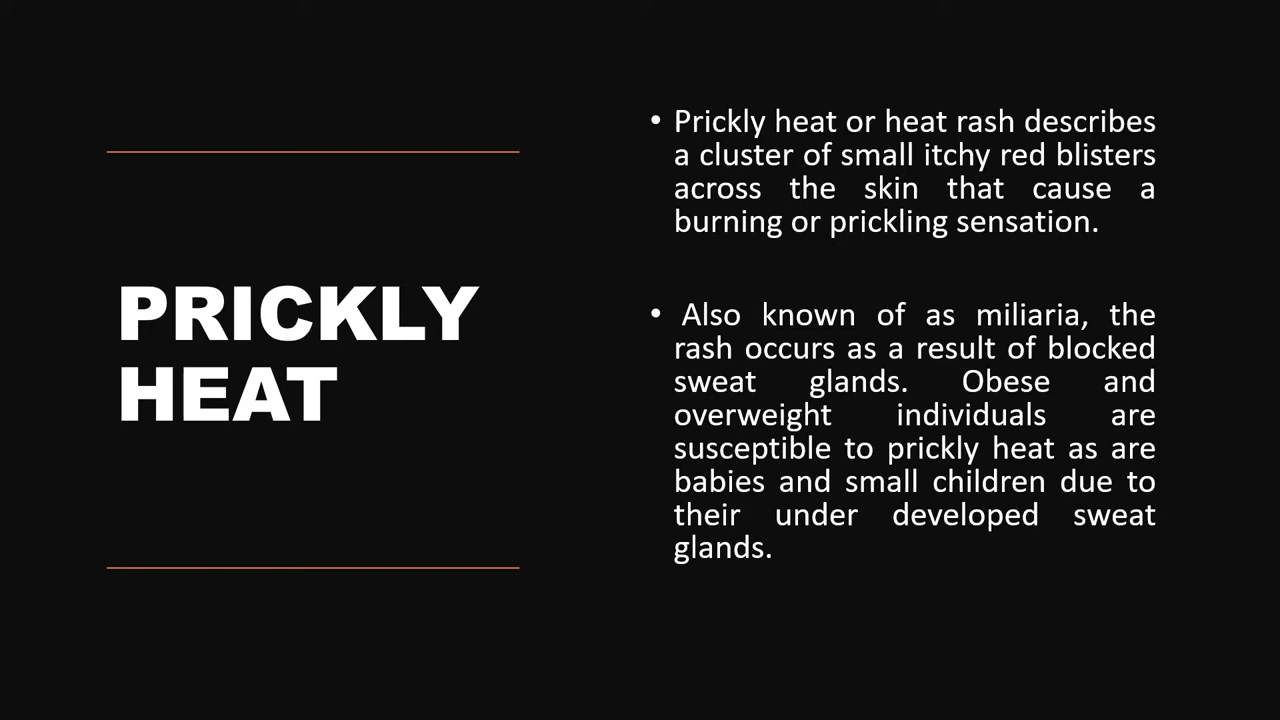 PRICKLY
HEAT
• Prickly heat or heat rash describes
a cluster of small itchy red blisters
across the skin that cause a
burning or prickling sensation.
• Also known of as miliaria, the
rash occurs as a result of blocked
sweat glands. Obese and
overweight individuals are
susceptible to prickly heat as are
babies and small children due to
their under developed sweat
glands.